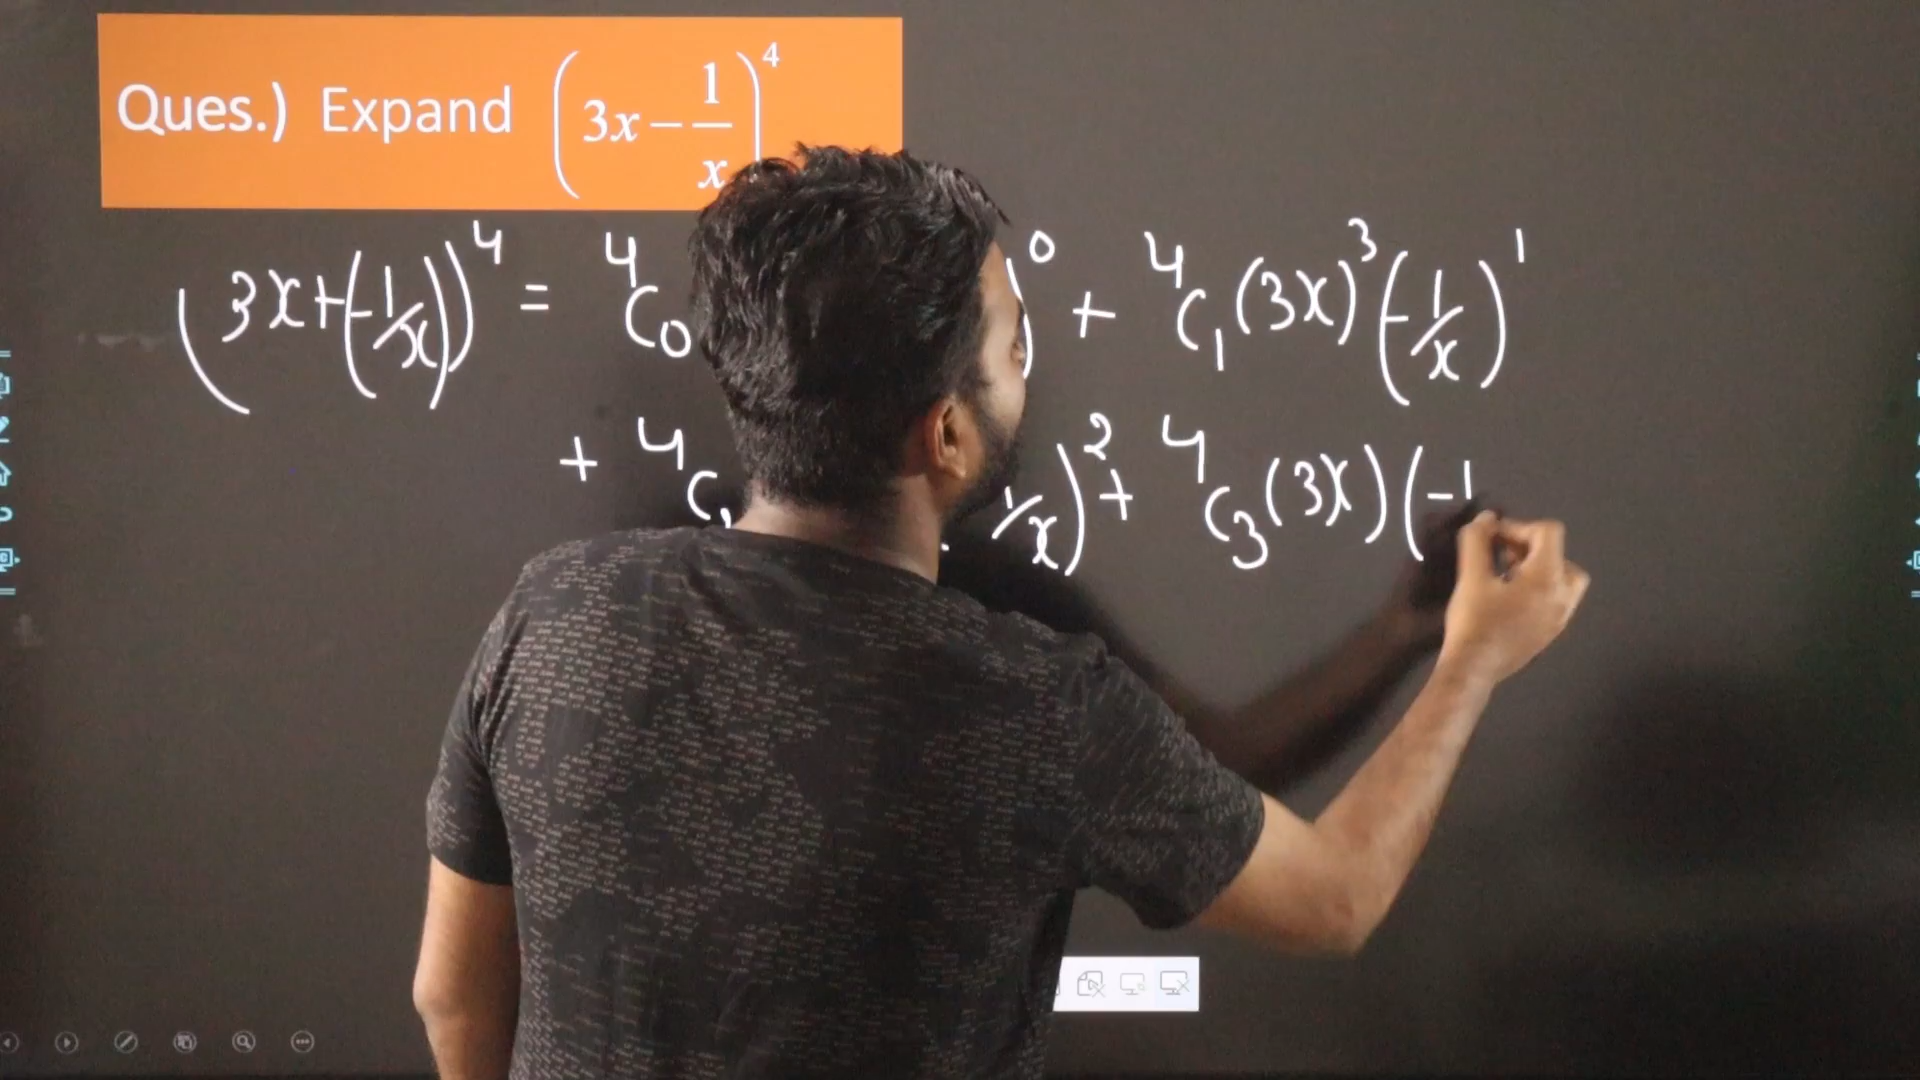 Ques.) Expand (3x − 1/x)⁴
(3x+(-1/x))⁴ = ⁴C₀ )⁰ + ⁴C₁(3x)³(-1/x)¹
+ ⁴C 1/x)² + ⁴C₃(3x)(-1